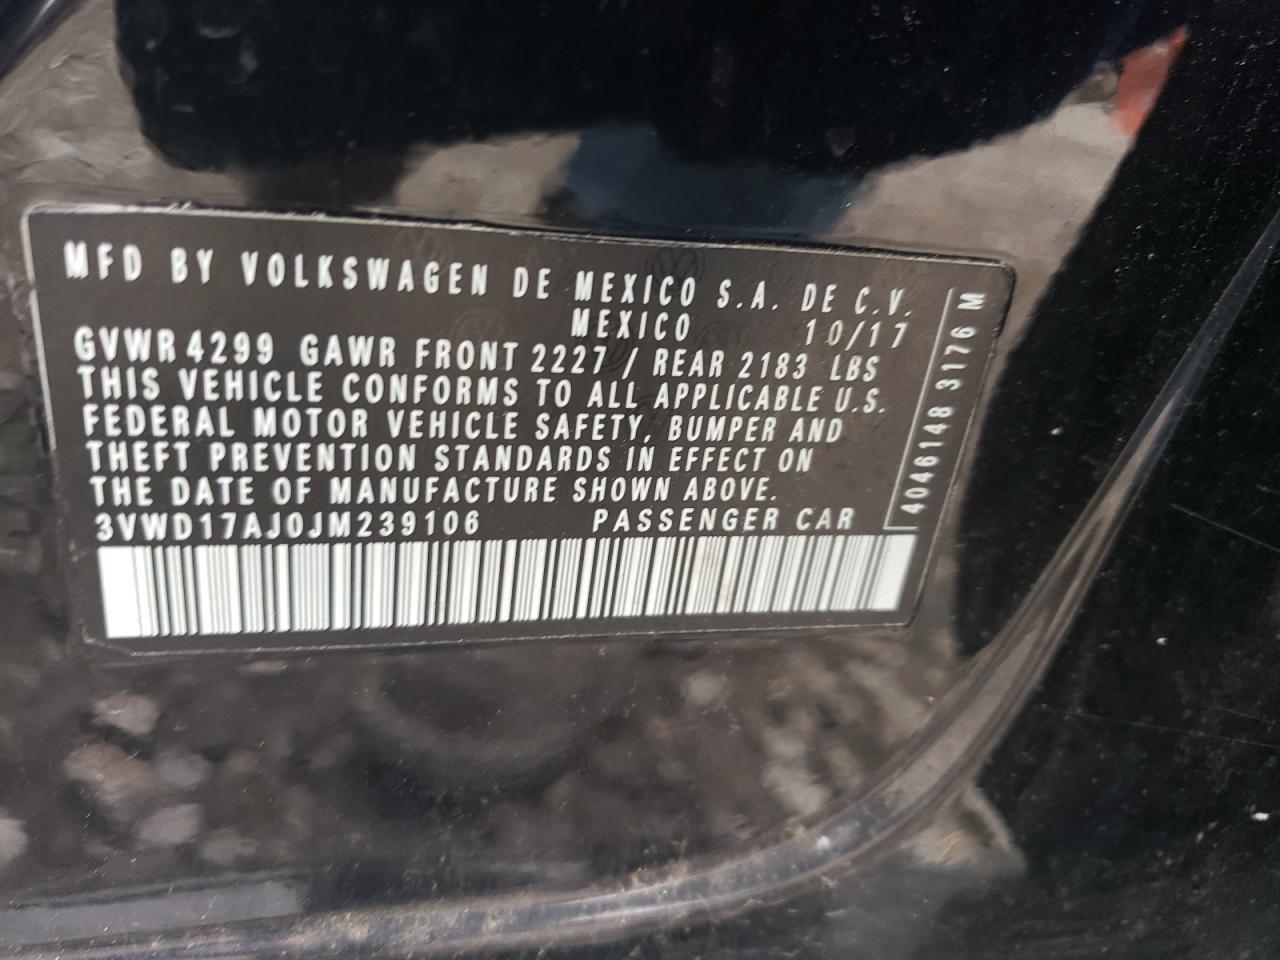 MFD BY VOLKSWAGEN DE MEXICO S.A. DE C.V.
MEXICO 10/17
GVWR 4299 GAWR FRONT 2227 / REAR 2183 LBS
THIS VEHICLE CONFORMS TO ALL APPLICABLE U.S.
FEDERAL MOTOR VEHICLE SAFETY, BUMPER AND
THEFT PREVENTION STANDARDS IN EFFECT ON
THE DATE OF MANUFACTURE SHOWN ABOVE.
3VWD17AJ0JM239106 PASSENGER CAR
4046148 3176 M